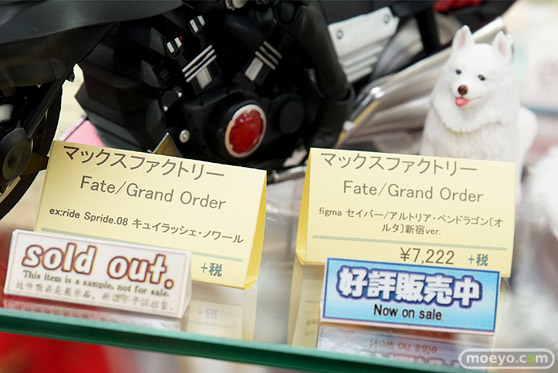 マックスファクトリー
Fate/Grand Order
ex:ride Spride.08 キュイラッシェ・ノワール
+税
sold out.
This item is a sample, not for sale.
マックスファクトリー
Fate/Grand Order
figma セイバー/アルトリア・ペンドラゴン[オ
ルタ]新宿ver.
¥7,222 +税
好評販売中
Now on sale
moeyo.com